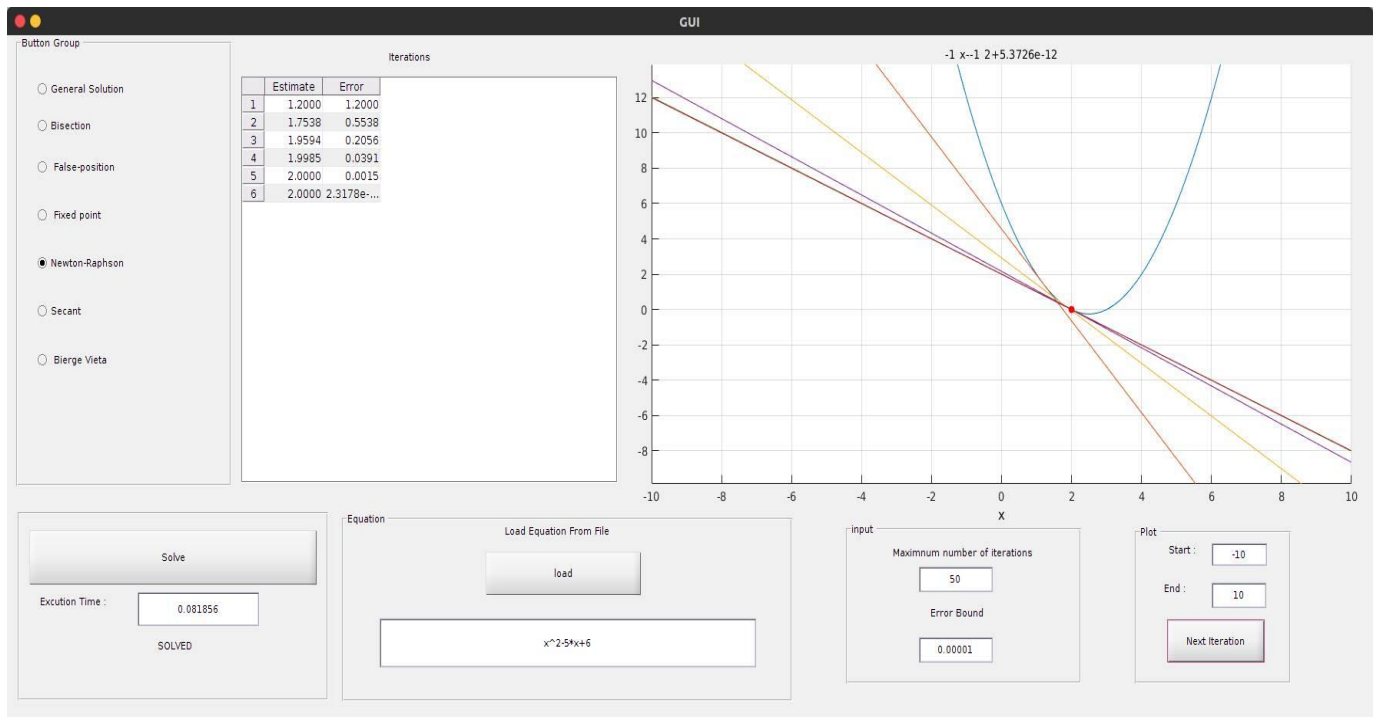 GUI
Button Group
General Solution
Bisection
False-position
Fixed point
Newton-Raphson
Secant
Bierge Vieta
Iterations
Estimate Error
1 1.2000 1.2000
2 1.7538 0.5538
3 1.9594 0.2056
4 1.9985 0.0391
5 2.0000 0.0015
6 2.0000 2.3178e-...
-1 x--1 2+5.3726e-12
12
10
8
6
4
2
0
-2
-4
-6
-8
-10 -8 -6 -4 -2 0 2 4 6 8 10
x
Solve
Excution Time :
0.081856
SOLVED
Equation
Load Equation From File
load
x^2-5*x+6
input
Maximnum number of iterations
50
Error Bound
0.00001
Plot
Start : -10
End : 10
Next Iteration